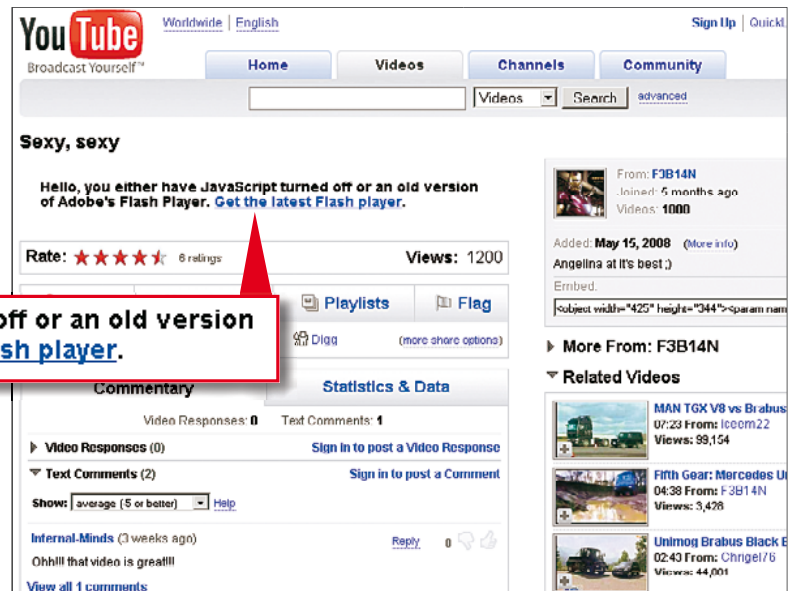 YouTube
Worldwide | English
Sign Up | QuickL
Broadcast Yourself™
Home Videos Channels Community
Videos Search advanced
Sexy, sexy
Hello, you either have JavaScript turned off or an old version
of Adobe's Flash Player. Get the latest Flash player.
Rate: 6 ratings Views: 1200
Playlists Flag
off or an old version
sh player.
Digg (more share options)
Commentary Statistics & Data
Video Responses: 0 Text Comments: 1
Video Responses (0) Sign in to post a Video Response
Text Comments (2) Sign in to post a Comment
Show: average (5 or better) Help
Internal-Minds (3 weeks ago) Reply 0
Ohh!!! that video is great!!!
View all 1 comments
From: F3B14N
Joined: 5 months ago
Videos: 1000
Added: May 15, 2008 (More info)
Angelina at it's best ;)
Embed:
<object width="425" height="344"><param nam
More From: F3B14N
Related Videos
MAN TGX V8 vs Brabus
07:23 From: Iceem22
Views: 99,154
Fifth Gear: Mercedes U
04:38 From: F3B14N
Views: 3,428
Unimog Brabus Black E
02:43 From: Chrigel76
Views: 44,001